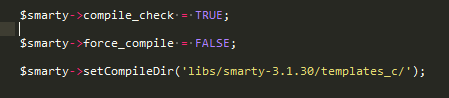 $smarty->compile_check = TRUE;
$smarty->force_compile = FALSE;
$smarty->setCompileDir('libs/smarty-3.1.30/templates_c/');